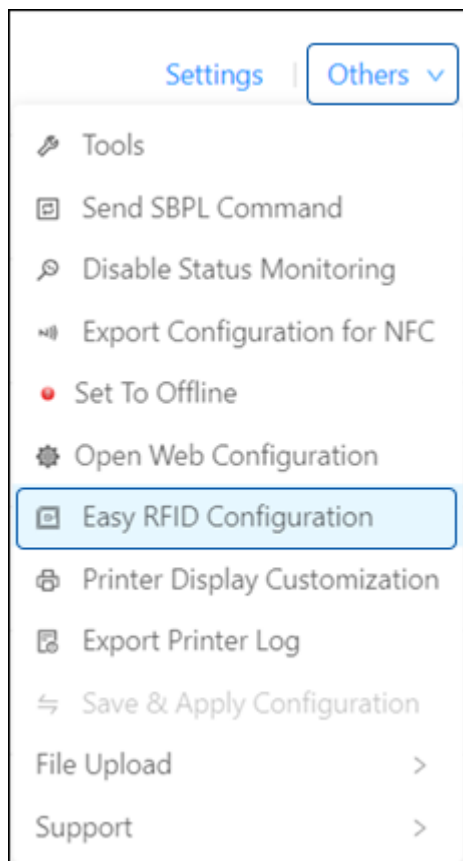 Settings | Others
Tools
Send SBPL Command
Disable Status Monitoring
Export Configuration for NFC
Set To Offline
Open Web Configuration
Easy RFID Configuration
Printer Display Customization
Export Printer Log
Save & Apply Configuration
File Upload
Support